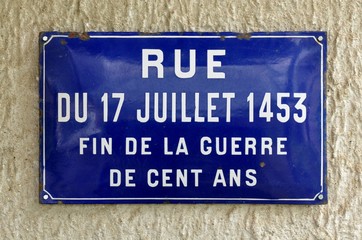 RUE
DU 17 JUILLET 1453
FIN DE LA GUERRE
DE CENT ANS